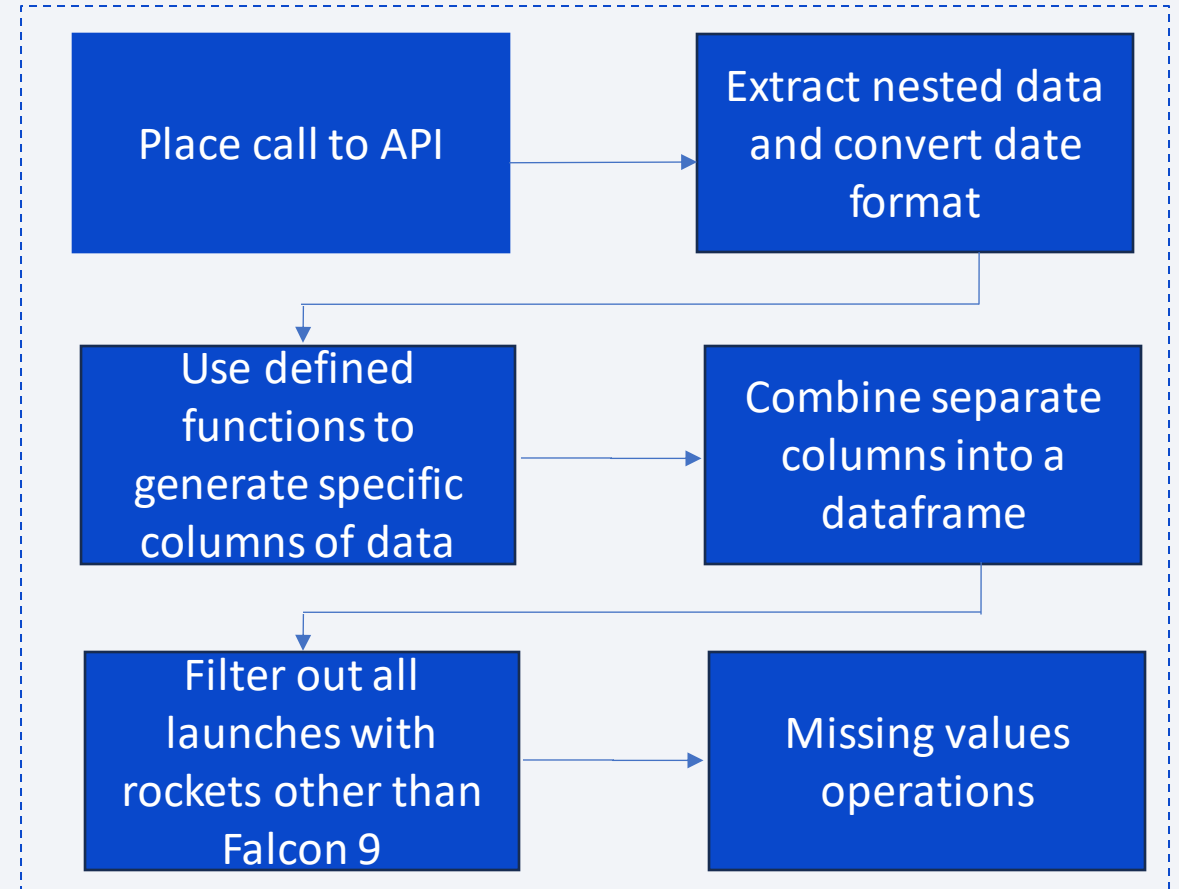 Place call to API
Extract nested data
and convert date
format
Use defined
functions to
generate specific
columns of data
Combine separate
columns into a
dataframe
Filter out all
launches with
rockets other than
Falcon 9
Missing values
operations